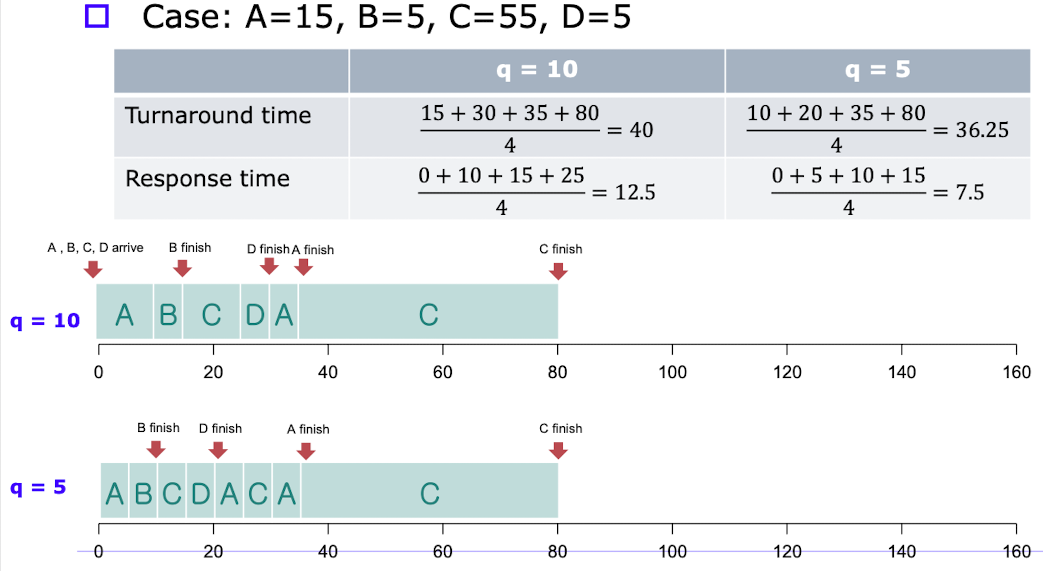 Case: A=15, B=5, C=55, D=5
q = 10 q = 5
Turnaround time (15 + 30 + 35 + 80)/4 = 40 (10 + 20 + 35 + 80)/4 = 36.25
Response time (0 + 10 + 15 + 25)/4 = 12.5 (0 + 5 + 10 + 15)/4 = 7.5
A , B, C, D arrive B finish D finish A finish C finish
q = 10 A B C D A C
0 20 40 60 80 100 120 140 160
B finish D finish A finish C finish
q = 5 A B C D A C A C
0 20 40 60 80 100 120 140 160